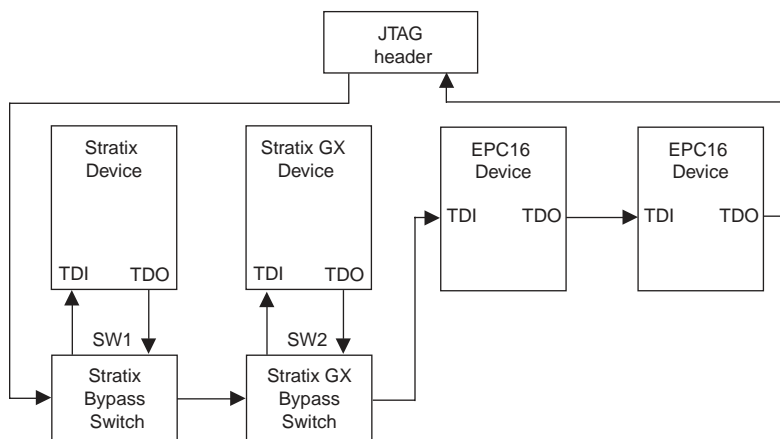 JTAG
header
Stratix
Device
Stratix GX
Device
EPC16
Device
EPC16
Device
TDI TDO
TDI TDO
TDI TDO
TDI TDO
SW1
SW2
Stratix
Bypass
Switch
Stratix GX
Bypass
Switch